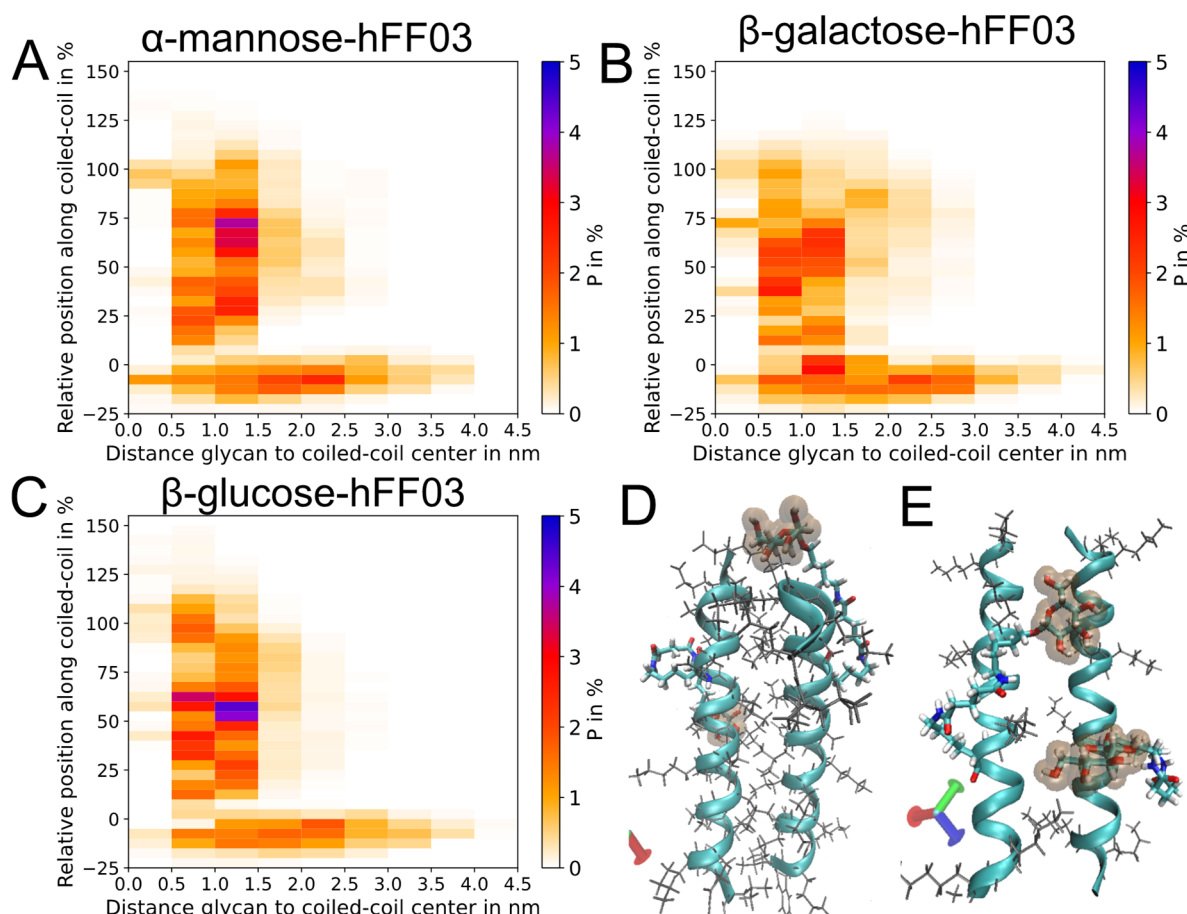 A
α-mannose-hFF03
Relative position along coiled-coil in %
150
125
100
75
50
25
0
−25
0.0 0.5 1.0 1.5 2.0 2.5 3.0 3.5 4.0 4.5
Distance glycan to coiled-coil center in nm
5
4
3
2
1
0
P in %
B
β-galactose-hFF03
Relative position along coiled-coil in %
150
125
100
75
50
25
0
−25
0.0 0.5 1.0 1.5 2.0 2.5 3.0 3.5 4.0 4.5
Distance glycan to coiled-coil center in nm
5
4
3
2
1
0
P in %
C
β-glucose-hFF03
Relative position along coiled-coil in %
150
125
100
75
50
25
0
−25
0.0 0.5 1.0 1.5 2.0 2.5 3.0 3.5 4.0 4.5
Distance glycan to coiled-coil center in nm
5
4
3
2
1
0
P in %
D
E